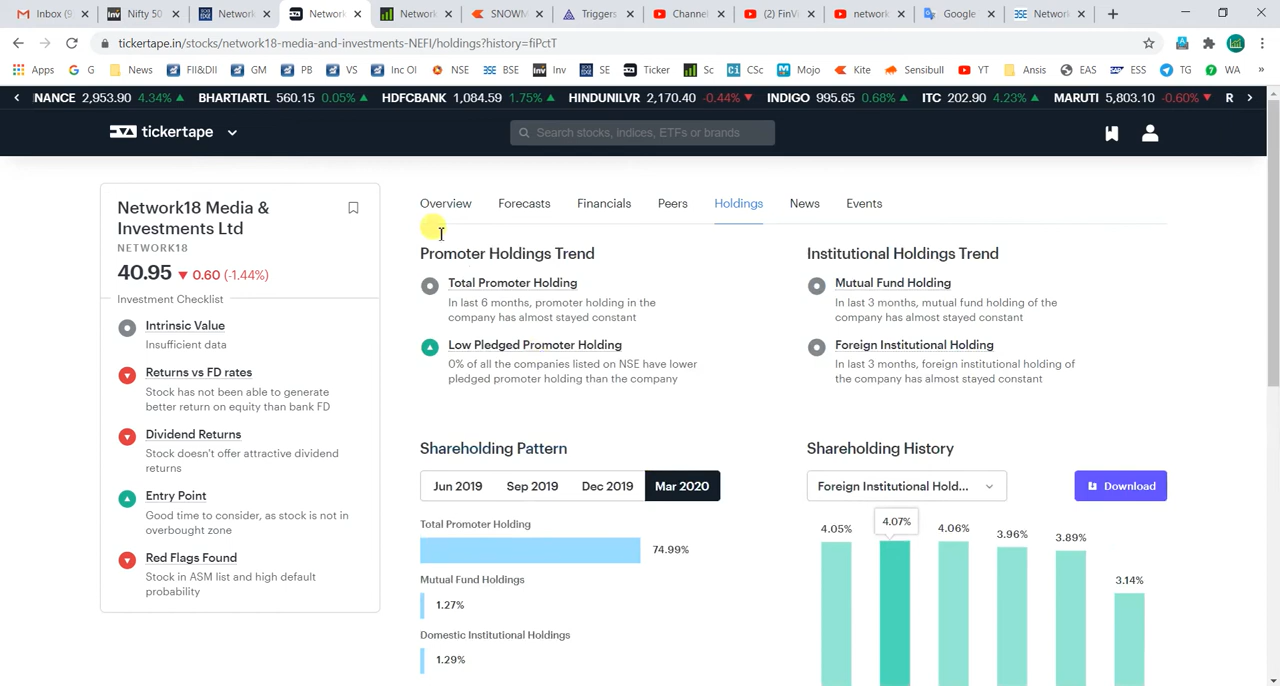 Inbox (9,
Nifty 50
Network
Network
Network
SNOWM
Triggers
Channel
(2) FinVi
network
Google
Network
tickertape.in/stocks/network18-media-and-investments-NEFI/holdings?history=fiPctT
Apps G News FII&DII GM PB VS Inc OI NSE BSE Inv SE Ticker Sc CSc Mojo Kite Sensibull YT Ansis EAS ESS TG WA »
NANCE 2,953.90 4.34% BHARTIARTL 560.15 0.05% HDFCBANK 1,084.59 1.75% HINDUNILVR 2,170.40 -0.44% INDIGO 995.65 0.68% ITC 202.90 4.23% MARUTI 5,803.10 -0.60% R
tickertape
Search stocks, indices, ETFs or brands
Network18 Media &
Investments Ltd
NETWORK18
40.95 0.60 (-1.44%)
Investment Checklist
Intrinsic Value
Insufficient data
Returns vs FD rates
Stock has not been able to generate
better return on equity than bank FD
Dividend Returns
Stock doesn't offer attractive dividend
returns
Entry Point
Good time to consider, as stock is not in
overbought zone
Red Flags Found
Stock in ASM list and high default
probability
Overview Forecasts Financials Peers Holdings News Events
Promoter Holdings Trend
Total Promoter Holding
In last 6 months, promoter holding in the
company has almost stayed constant
Low Pledged Promoter Holding
0% of all the companies listed on NSE have lower
pledged promoter holding than the company
Institutional Holdings Trend
Mutual Fund Holding
In last 3 months, mutual fund holding of the
company has almost stayed constant
Foreign Institutional Holding
In last 3 months, foreign institutional holding of
the company has almost stayed constant
Shareholding Pattern
Jun 2019 Sep 2019 Dec 2019 Mar 2020
Total Promoter Holding
74.99%
Mutual Fund Holdings
1.27%
Domestic Institutional Holdings
1.29%
Shareholding History
Foreign Institutional Hold...
Download
4.05% 4.07% 4.06% 3.96% 3.89% 3.14%